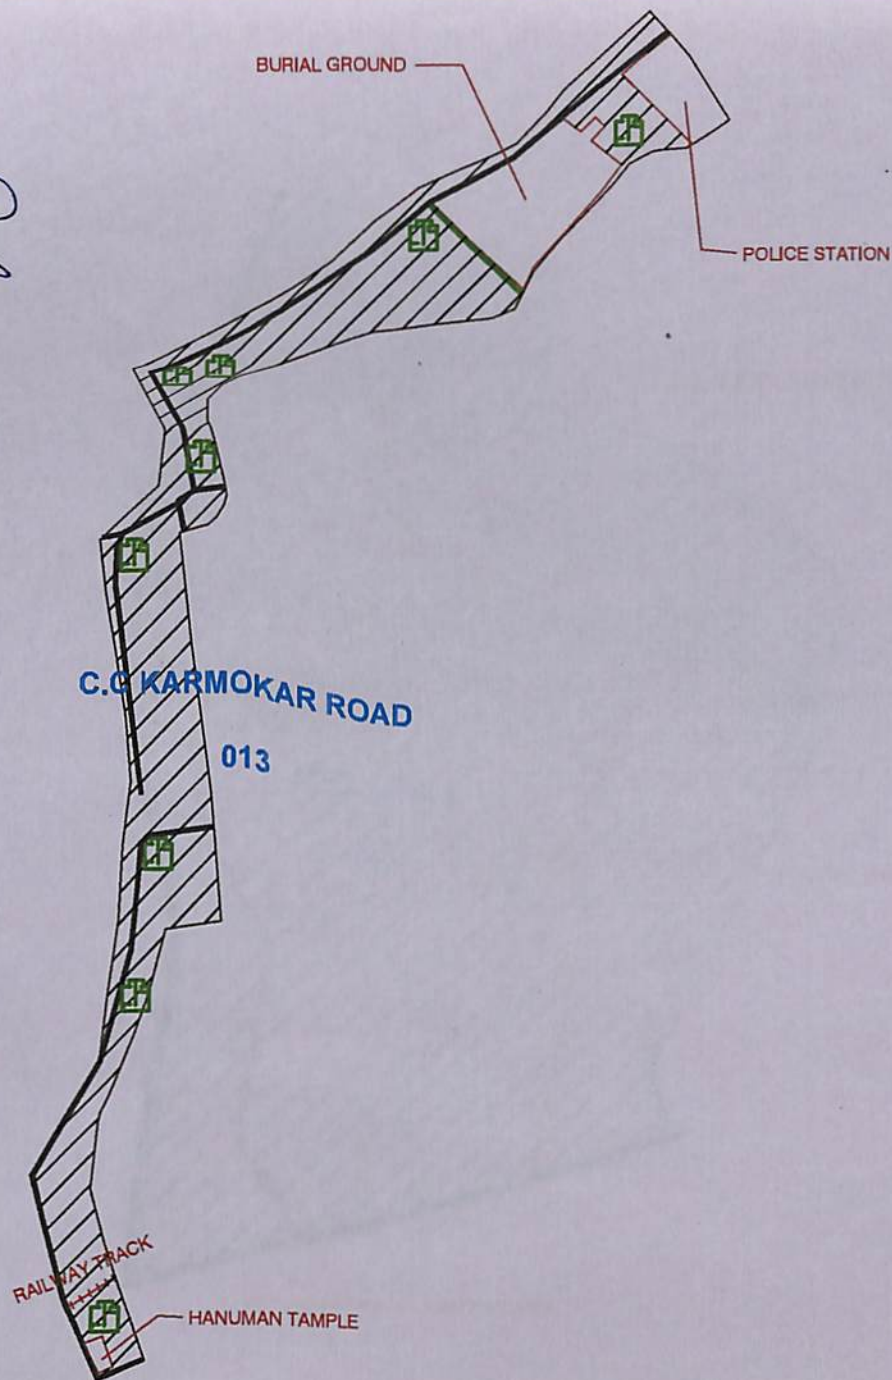 BURIAL GROUND
POLICE STATION
C.C KARMOKAR ROAD
013
RAILWAY TRACK
HANUMAN TAMPLE